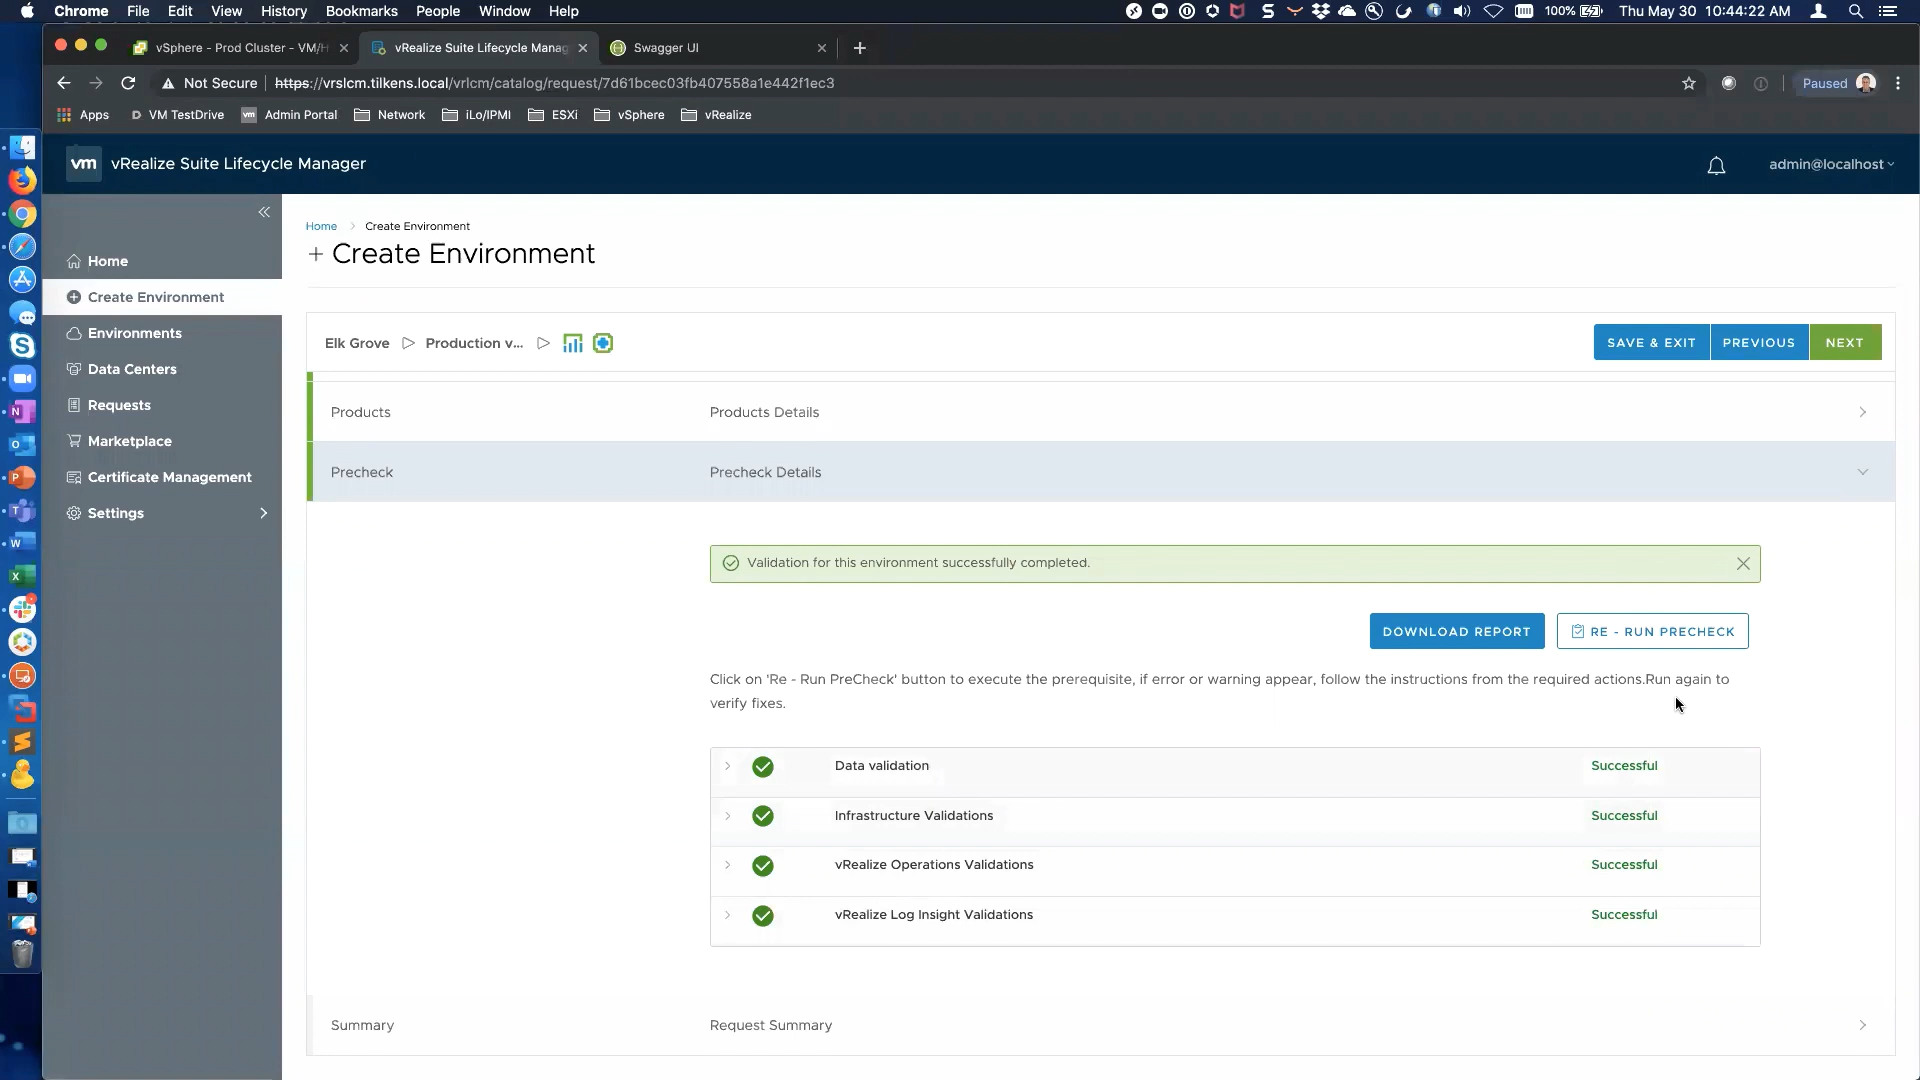 Chrome File Edit View History Bookmarks People Window Help
100% Thu May 30 10:44:22 AM
vSphere - Prod Cluster - VM/H
vRealize Suite Lifecycle Manag
Swagger UI
Not Secure https://vrslcm.tilkens.local/vrlcm/catalog/request/7d61bcec03fb407558a1e442f1ec3
Paused
Apps VM TestDrive Admin Portal Network iLo/IPMI ESXi vSphere vRealize
vm vRealize Suite Lifecycle Manager
admin@localhost
Home
Create Environment
Environments
Data Centers
Requests
Marketplace
Certificate Management
Settings
Home > Create Environment
+ Create Environment
Elk Grove Production v...
SAVE & EXIT PREVIOUS NEXT
Products Products Details
Precheck Precheck Details
Validation for this environment successfully completed.
DOWNLOAD REPORT RE - RUN PRECHECK
Click on 'Re - Run PreCheck' button to execute the prerequisite, if error or warning appear, follow the instructions from the required actions.Run again to
verify fixes.
Data validation Successful
Infrastructure Validations Successful
vRealize Operations Validations Successful
vRealize Log Insight Validations Successful
Summary Request Summary